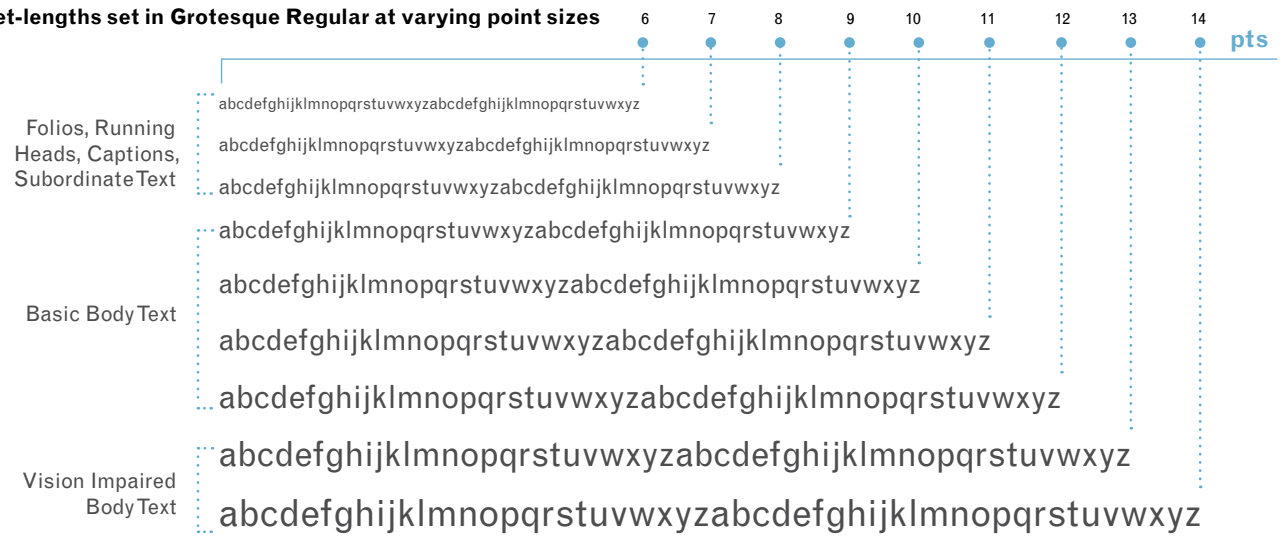 et-lengths set in Grotesque Regular at varying point sizes
6 7 8 9 10 11 12 13 14
pts
Folios, Running
Heads, Captions,
Subordinate Text
abcdefghijklmnopqrstuvwxyzabcdefghijklmnopqrstuvwxyz
abcdefghijklmnopqrstuvwxyzabcdefghijklmnopqrstuvwxyz
abcdefghijklmnopqrstuvwxyzabcdefghijklmnopqrstuvwxyz
Basic Body Text
abcdefghijklmnopqrstuvwxyzabcdefghijklmnopqrstuvwxyz
abcdefghijklmnopqrstuvwxyzabcdefghijklmnopqrstuvwxyz
abcdefghijklmnopqrstuvwxyzabcdefghijklmnopqrstuvwxyz
abcdefghijklmnopqrstuvwxyzabcdefghijklmnopqrstuvwxyz
Vision Impaired
Body Text
abcdefghijklmnopqrstuvwxyzabcdefghijklmnopqrstuvwxyz
abcdefghijklmnopqrstuvwxyzabcdefghijklmnopqrstuvwxyz